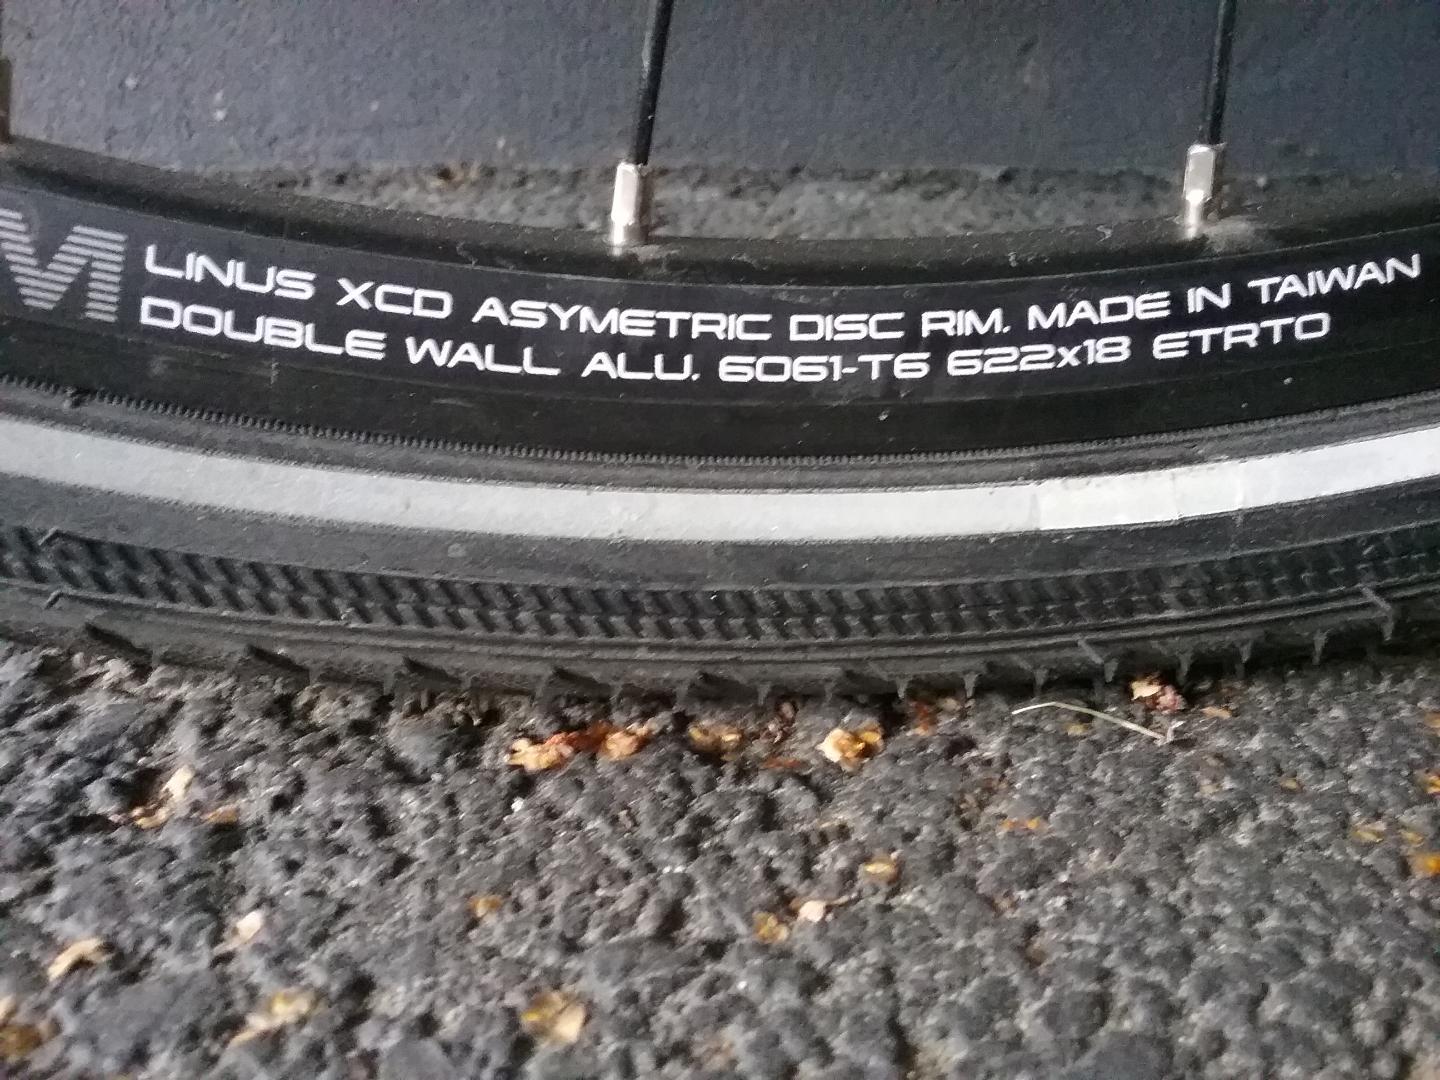 M
LINUS XCD ASYMETRIC DISC RIM. MADE IN TAIWAN
DOUBLE WALL ALU. 6061-T6 622x18 ETRTO